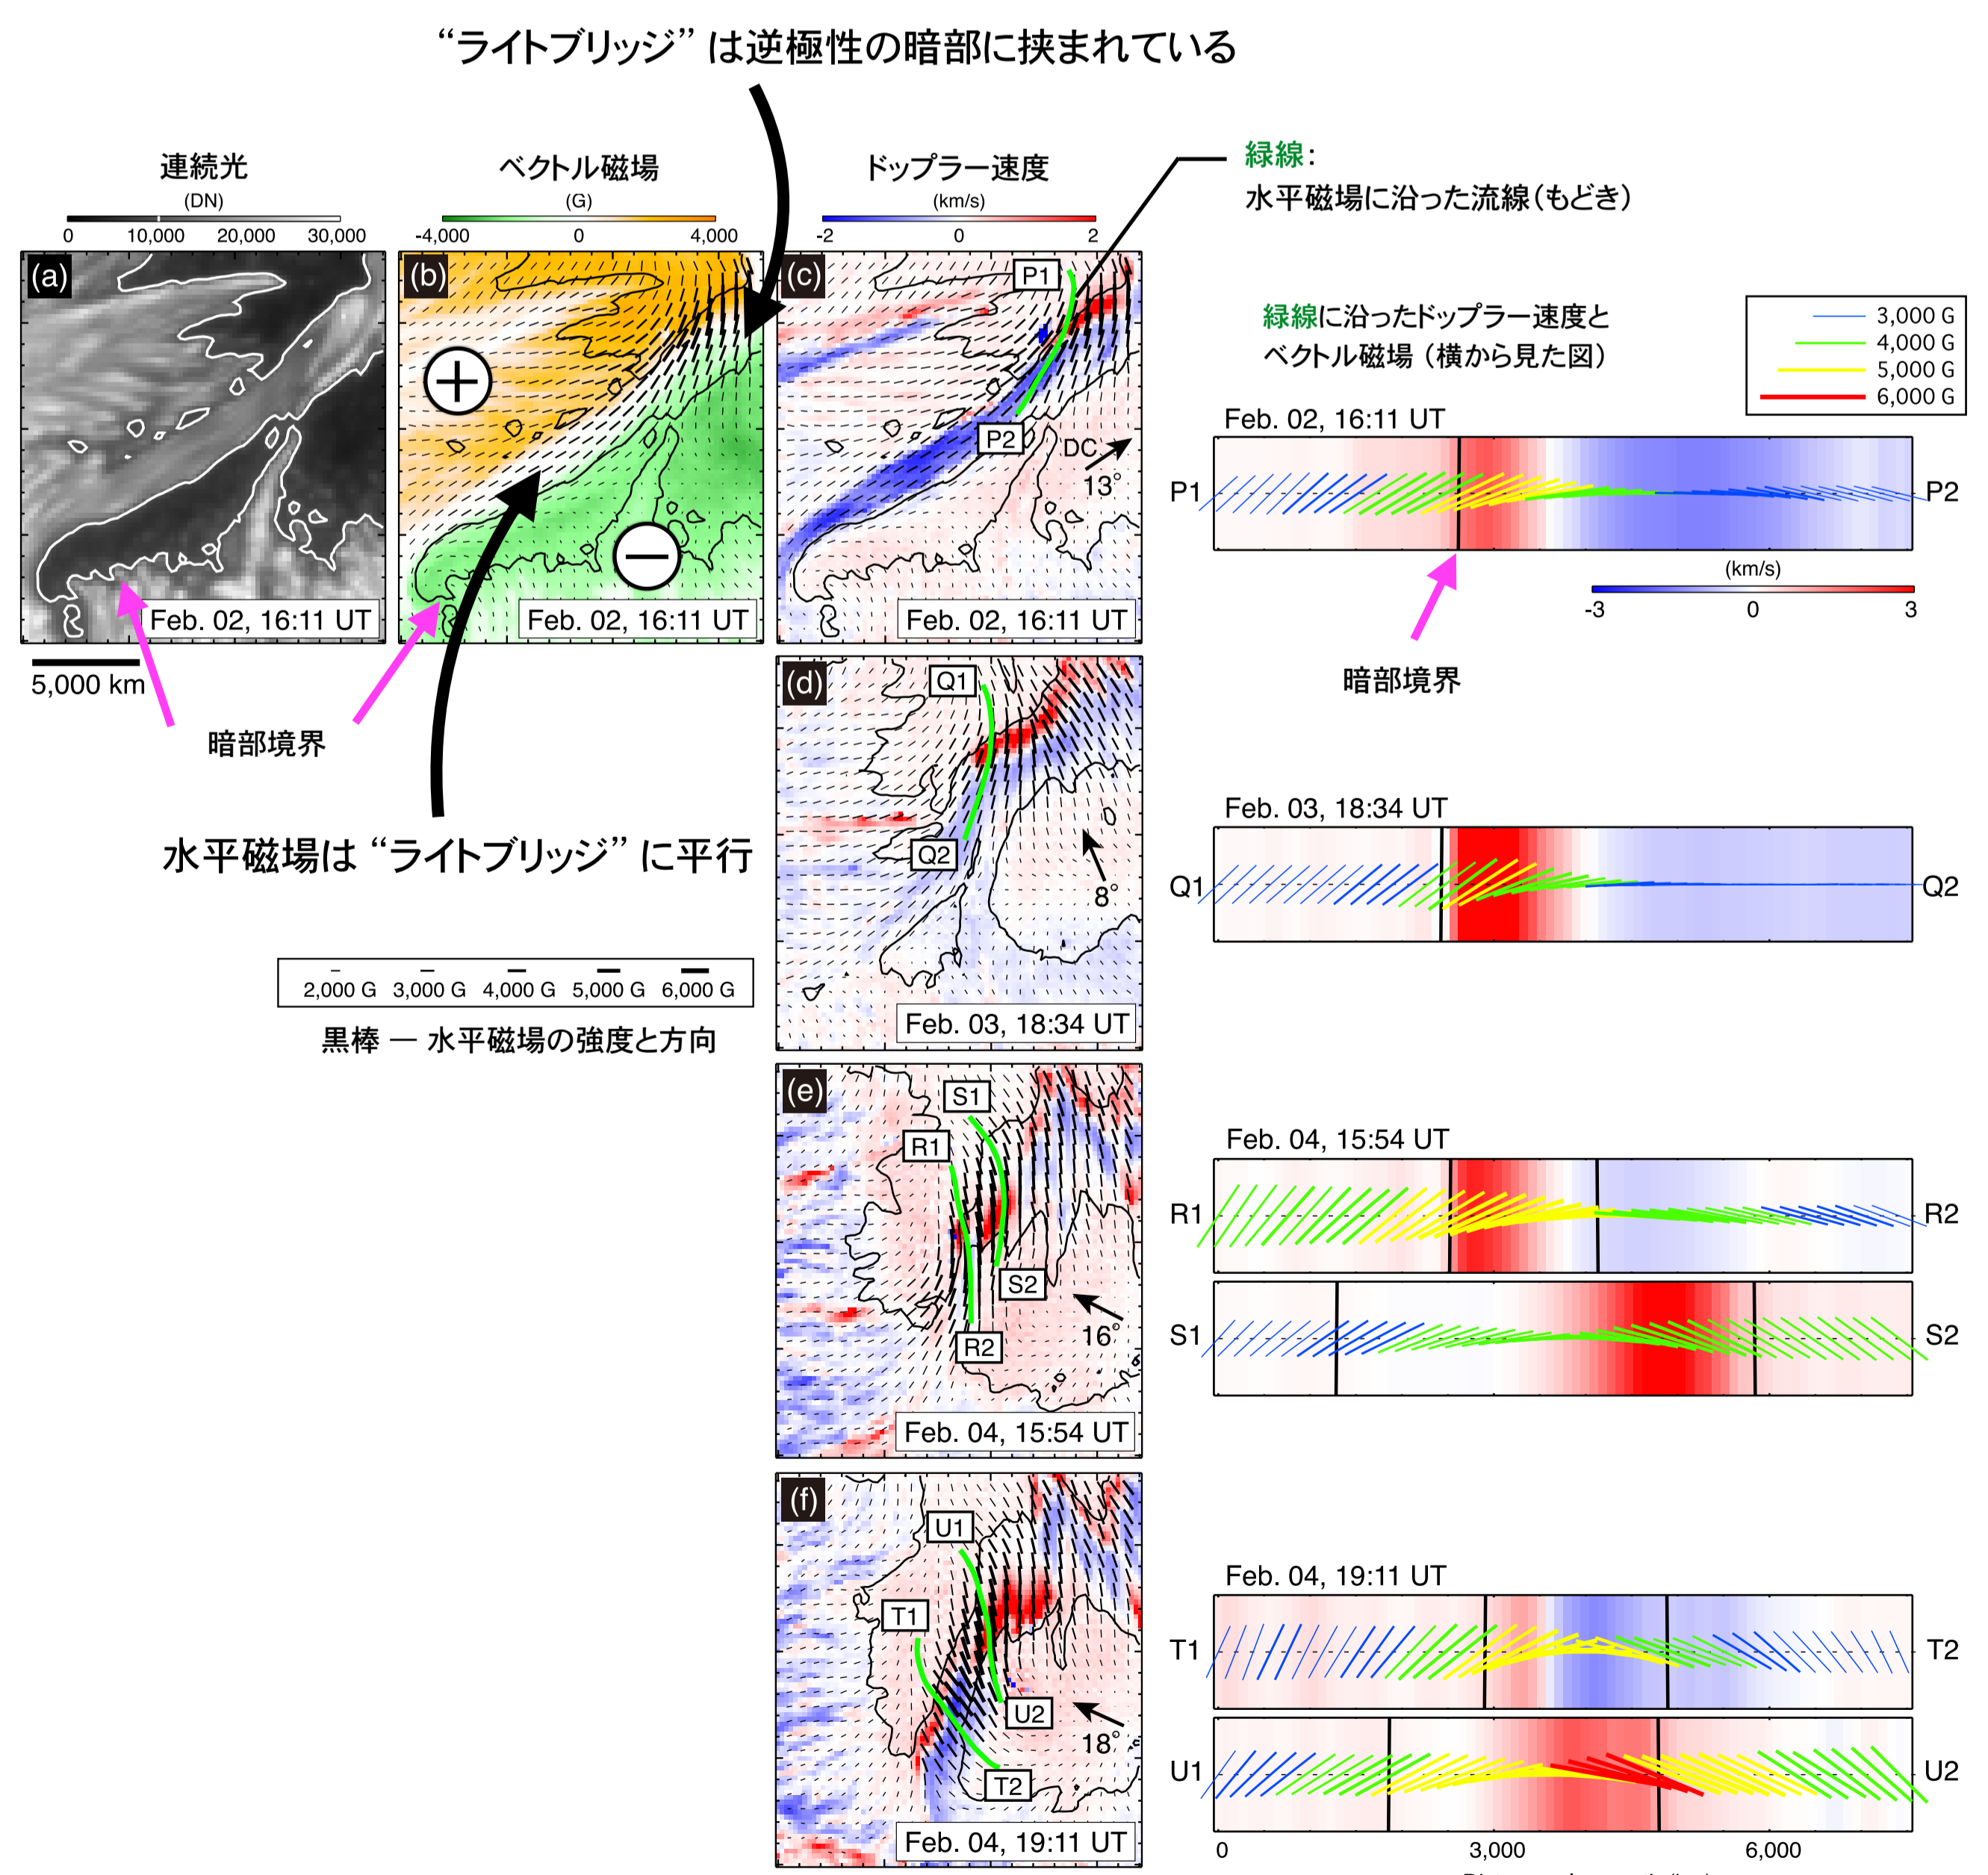 “ライトブリッジ” は逆極性の暗部に挟まれている
連続光
(DN)
0 10,000 20,000 30,000
ベクトル磁場
(G)
-4,000 0 4,000
ドップラー速度
(km/s)
-2 0 2
緑線：
水平磁場に沿った流線（もどき）
(a)
Feb. 02, 16:11 UT
5,000 km
暗部境界
(b)
+
−
Feb. 02, 16:11 UT
(c)
P1
P2
DC
13°
Feb. 02, 16:11 UT
水平磁場は “ライトブリッジ” に平行
2,000 G 3,000 G 4,000 G 5,000 G 6,000 G
黒棒 — 水平磁場の強度と方向
(d)
Q1
Q2
8°
Feb. 03, 18:34 UT
(e)
S1
R1
S2
R2
16°
Feb. 04, 15:54 UT
(f)
U1
T1
U2
T2
18°
Feb. 04, 19:11 UT
緑線に沿ったドップラー速度と
ベクトル磁場（横から見た図）
3,000 G
4,000 G
5,000 G
6,000 G
Feb. 02, 16:11 UT
P1 P2
(km/s)
-3 0 3
暗部境界
Feb. 03, 18:34 UT
Q1 Q2
Feb. 04, 15:54 UT
R1 R2
S1 S2
Feb. 04, 19:11 UT
T1 T2
U1 U2
0 3,000 6,000